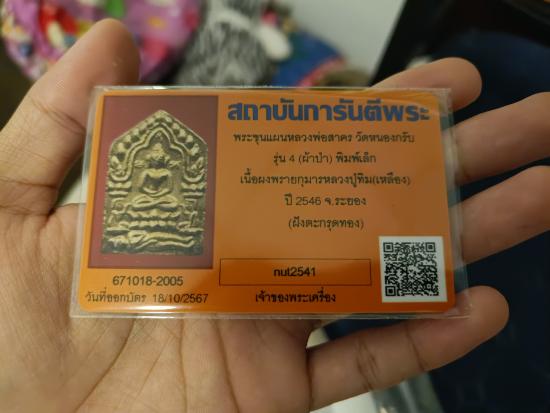 สถาบันการันตีพระ
พระขุนแผนหลวงพ่อสาคร วัดหนองกรับ
รุ่น 4 (ผ้าป่า) พิมพ์เล็ก
เนื้อผงพรายกุมารหลวงปู่ทิม(เหลือง)
ปี 2546 จ.ระยอง
(ฝังตะกรุดทอง)
nut2541
671018-2005
วันที่ออกบัตร 18/10/2567
เจ้าของพระเครื่อง